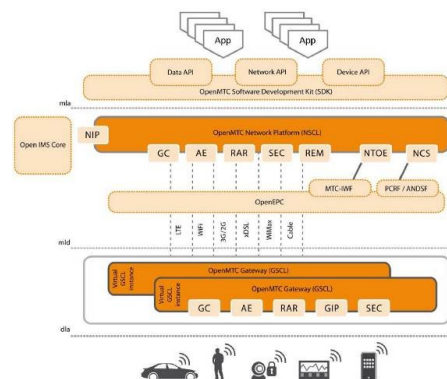 App
App
Data API
Network API
Device API
OpenMTC Software Development Kit (SDK)
mIa
Open IMS Core
NIP
OpenMTC Network Platform (NSCL)
GC
AE
RAR
SEC
REM
NTOE
NCS
MTC-IWF
PCRF / ANDSF
OpenEPC
LTE
WiFi
3G/2G
xDSL
WiMax
Cable
mId
Virtual GSCL instance
OpenMTC Gateway (GSCL)
Virtual GSCL instance
OpenMTC Gateway (GSCL)
GC
AE
RAR
GIP
SEC
dIa